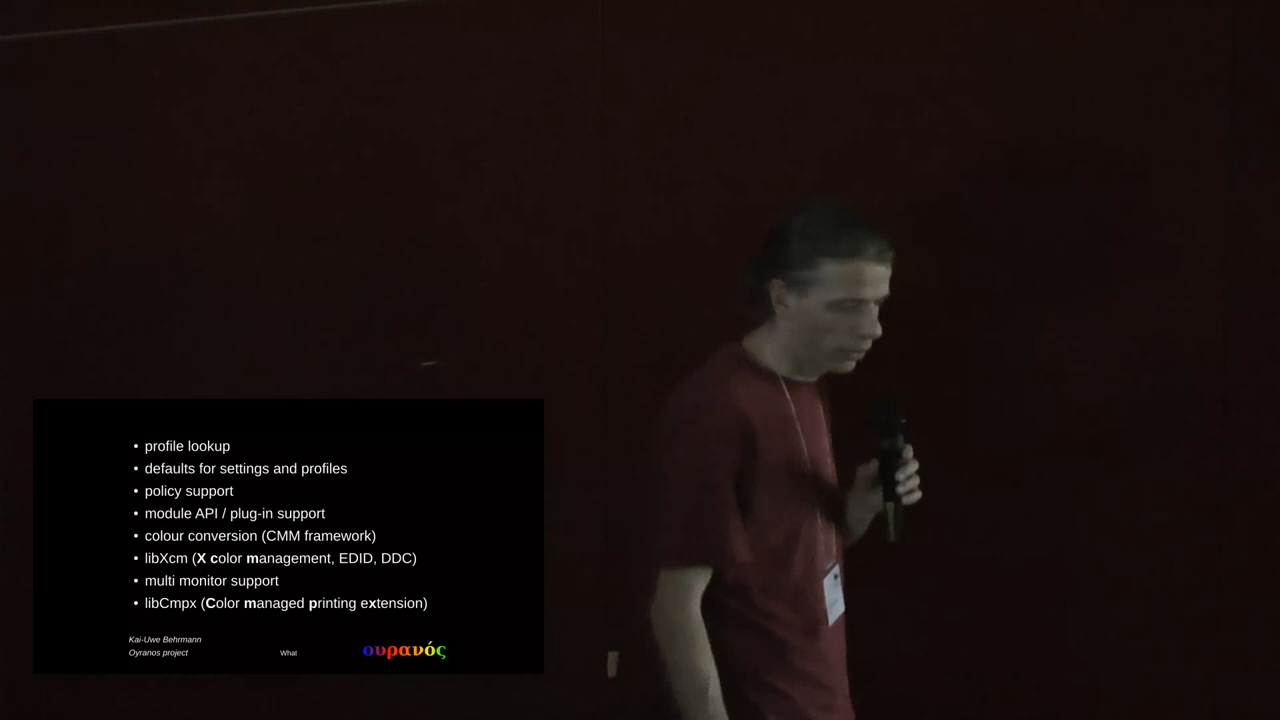 • profile lookup
• defaults for settings and profiles
• policy support
• module API / plug-in support
• colour conversion (CMM framework)
• libXcm (X color management, EDID, DDC)
• multi monitor support
• libCmpx (Color managed printing extension)
Kai-Uwe Behrmann
Oyranos project
What
ουρανός